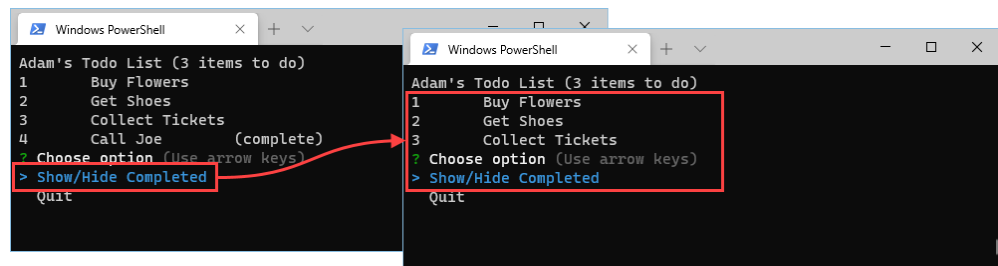 Windows PowerShell
Adam's Todo List (3 items to do)
1 Buy Flowers
2 Get Shoes
3 Collect Tickets
4 Call Joe (complete)
? Choose option (Use arrow keys)
> Show/Hide Completed
Quit
Windows PowerShell
Adam's Todo List (3 items to do)
1 Buy Flowers
2 Get Shoes
3 Collect Tickets
? Choose option (Use arrow keys)
> Show/Hide Completed
Quit